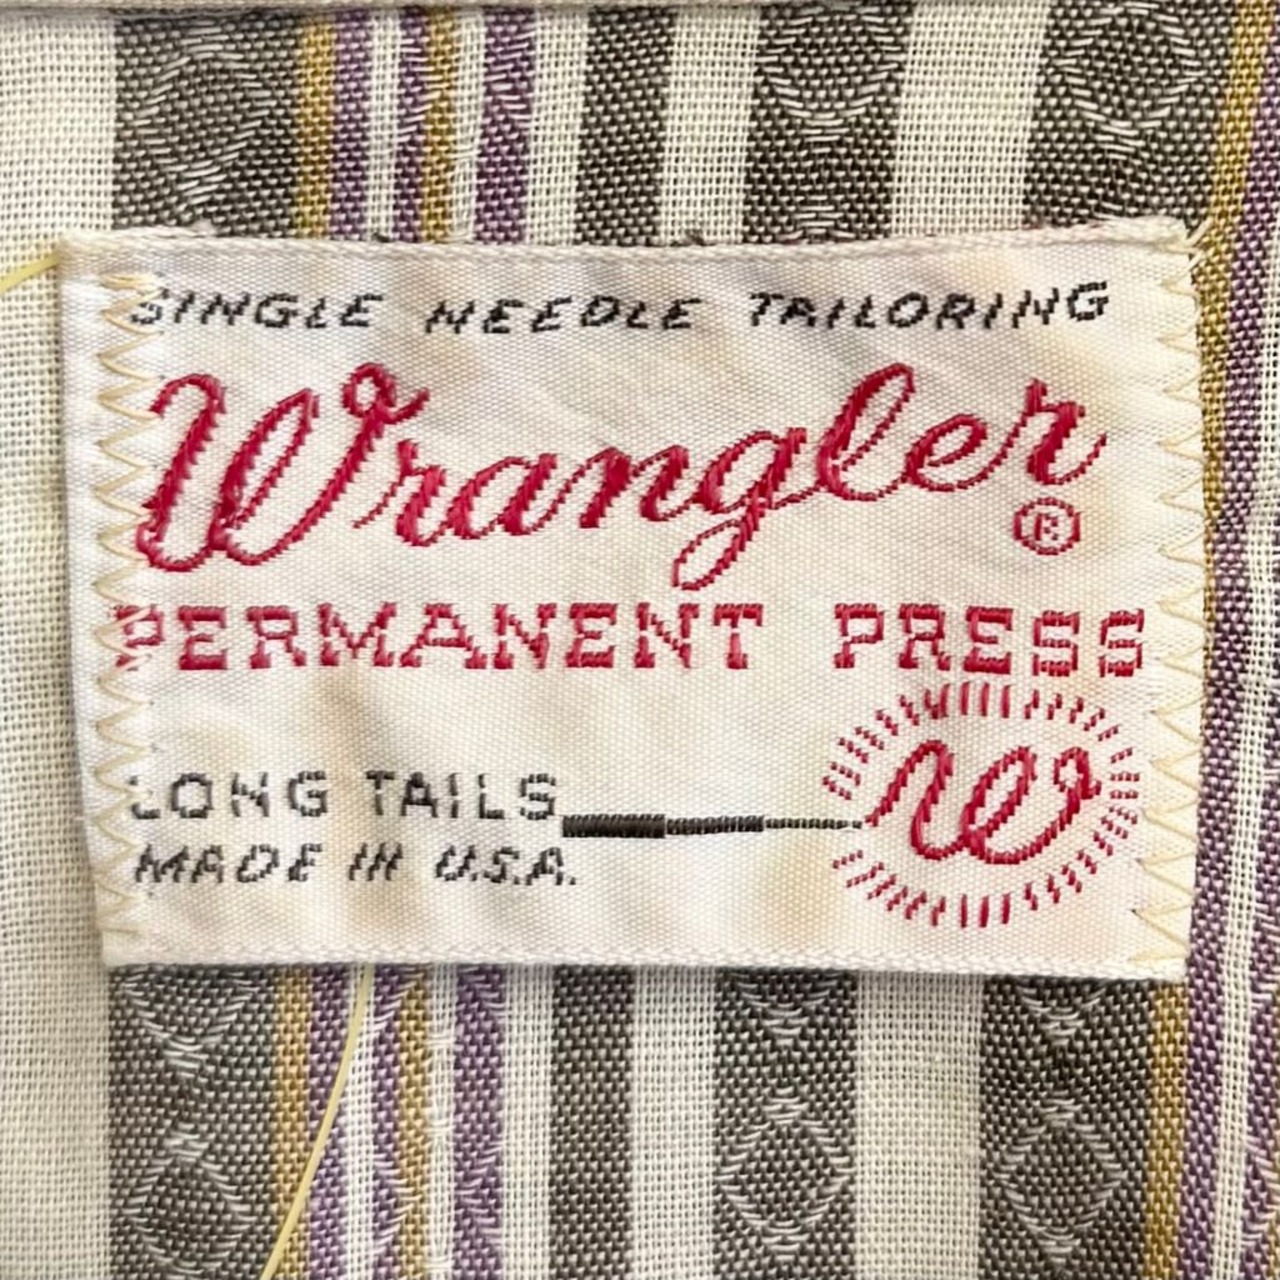 SINGLE NEEDLE TAILORING
Wrangler®
PERMANENT PRESS
LONG TAILS
MADE IN U.S.A.
W